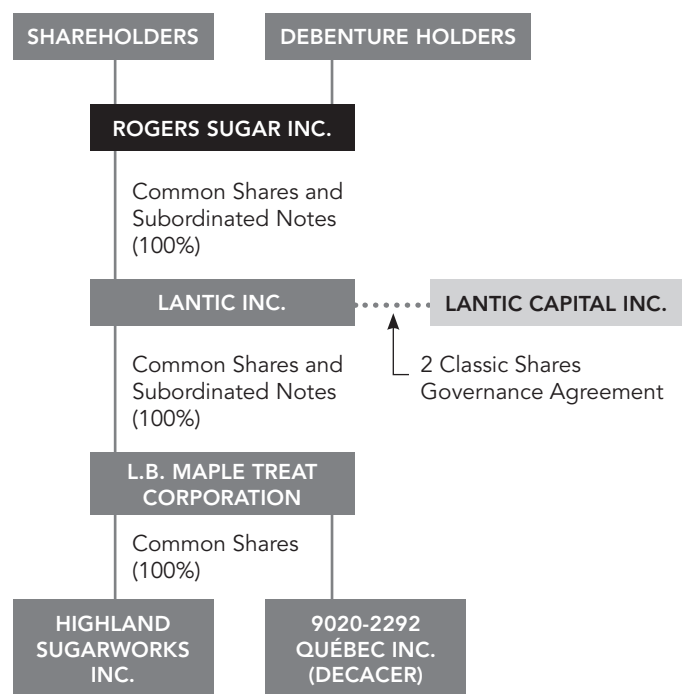 SHAREHOLDERS
DEBENTURE HOLDERS
ROGERS SUGAR INC.
Common Shares and
Subordinated Notes
(100%)
LANTIC INC.
LANTIC CAPITAL INC.
2 Classic Shares
Governance Agreement
Common Shares and
Subordinated Notes
(100%)
L.B. MAPLE TREAT
CORPORATION
Common Shares
(100%)
HIGHLAND
SUGARWORKS
INC.
9020-2292
QUÉBEC INC.
(DECACER)